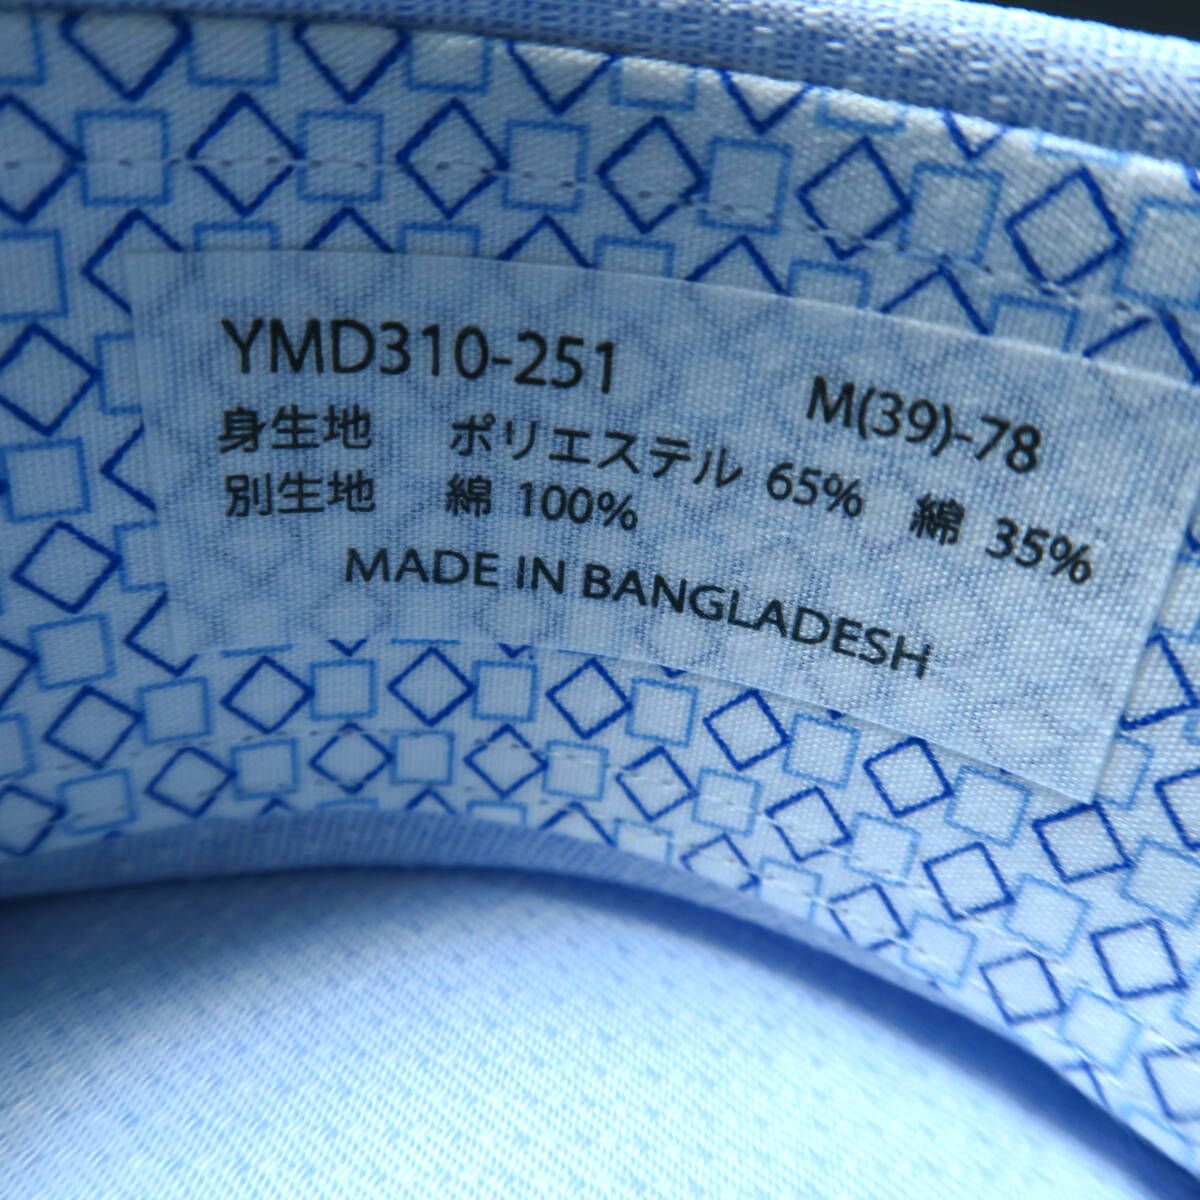 YMD310-251 M(39)-78
身生地 ポリエステル 65% 綿 35%
別生地 綿 100%
MADE IN BANGLADESH